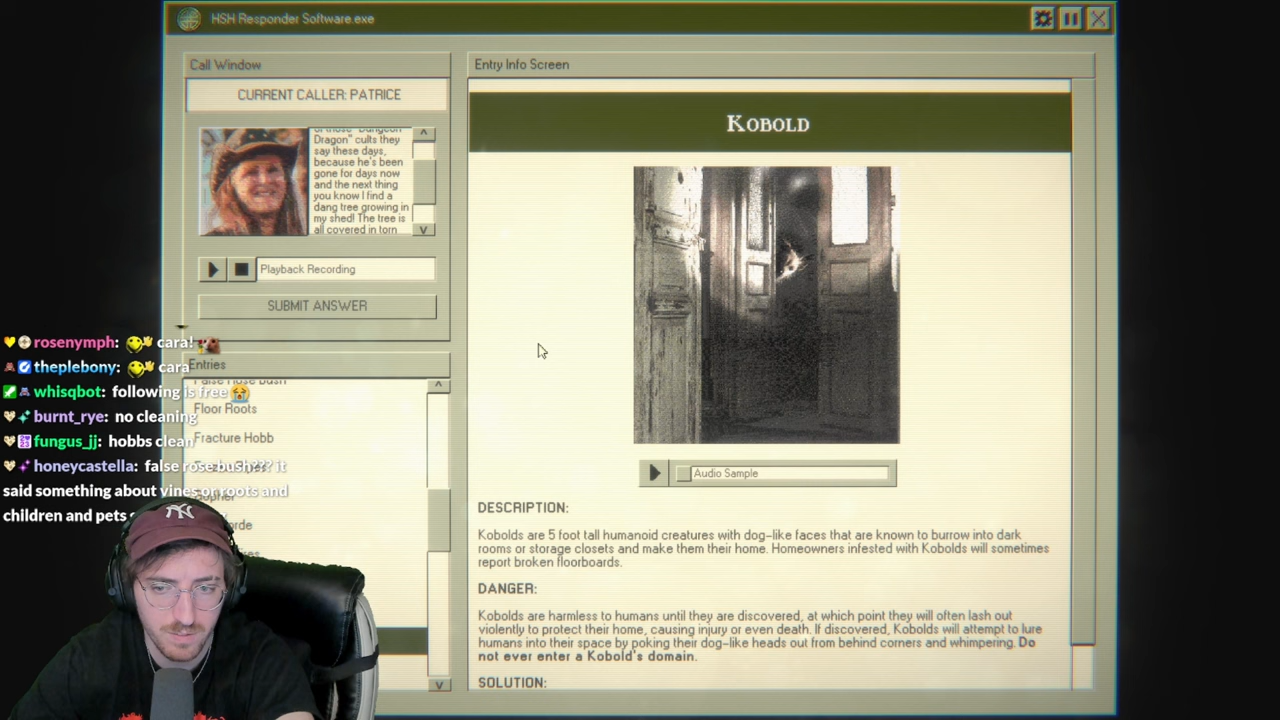 HSH Responder Software.exe
Call Window
CURRENT CALLER: PATRICE
of those "Dungeon
Dragon" cults they
say these days,
because he's been
gone for days now
and the next thing
you know I find a
dang tree growing in
my shed! The tree is
all covered in torn
Playback Recording
SUBMIT ANSWER
Entries
False Rose Bush
Floor Roots
Fracture Hobb
rosenymph: cara!
theplebony: cara
whisqbot: following is free
burnt_rye: no cleaning
fungus_jj: hobbs clean
honeycastella: false rose bush??? it
said something about vines or roots and
children and pets
Entry Info Screen
KOBOLD
Audio Sample
DESCRIPTION:
Kobolds are 5 foot tall humanoid creatures with dog-like faces that are known to burrow into dark
rooms or storage closets and make them their home. Homeowners infested with Kobolds will sometimes
report broken floorboards.
DANGER:
Kobolds are harmless to humans until they are discovered, at which point they will often lash out
violently to protect their home, causing injury or even death. If discovered, Kobolds will attempt to lure
humans into their space by poking their dog-like heads out from behind corners and whimpering. Do
not ever enter a Kobold's domain.
SOLUTION: